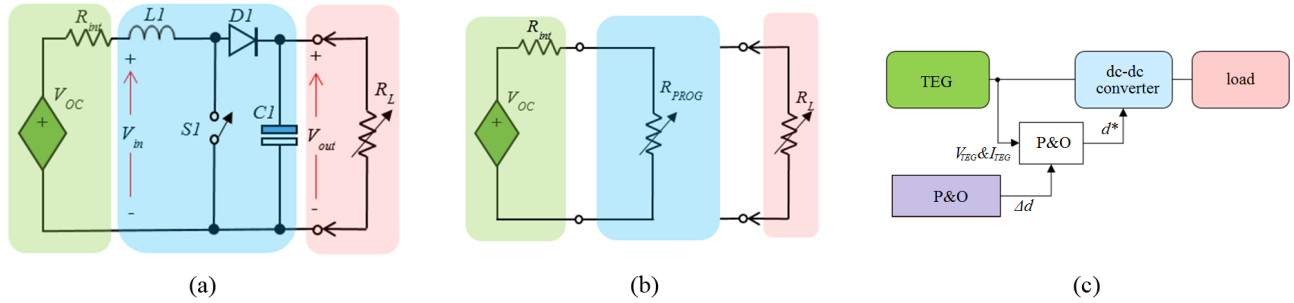 R_int
L1
D1
+
+
V_OC
+
V_in
S1
C1
V_out
R_L
-
-
(a)
R_int
R_PROG
V_OC
+
R_L
(b)
TEG
dc-dc
converter
load
P&O
d*
V_TEG&I_TEG
P&O
Δd
(c)